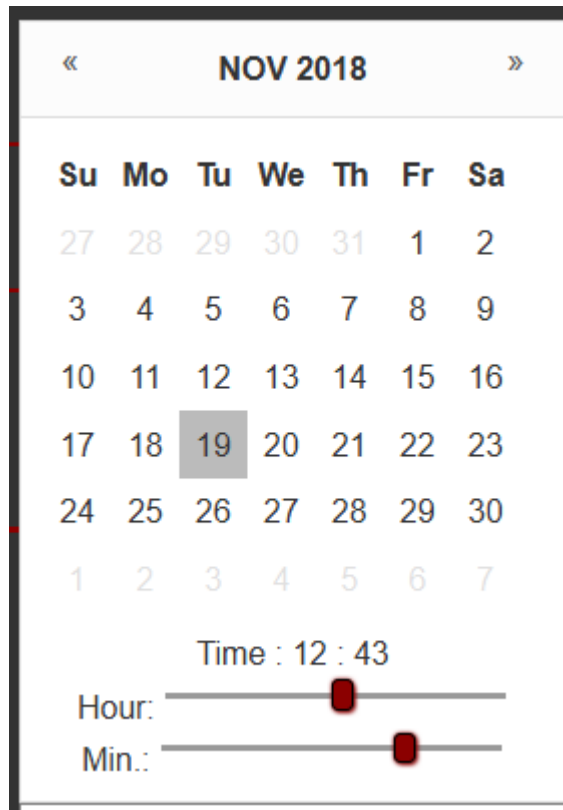 « NOV 2018 »
Su Mo Tu We Th Fr Sa
27 28 29 30 31 1 2
3 4 5 6 7 8 9
10 11 12 13 14 15 16
17 18 19 20 21 22 23
24 25 26 27 28 29 30
1 2 3 4 5 6 7
Time : 12 : 43
Hour:
Min.: